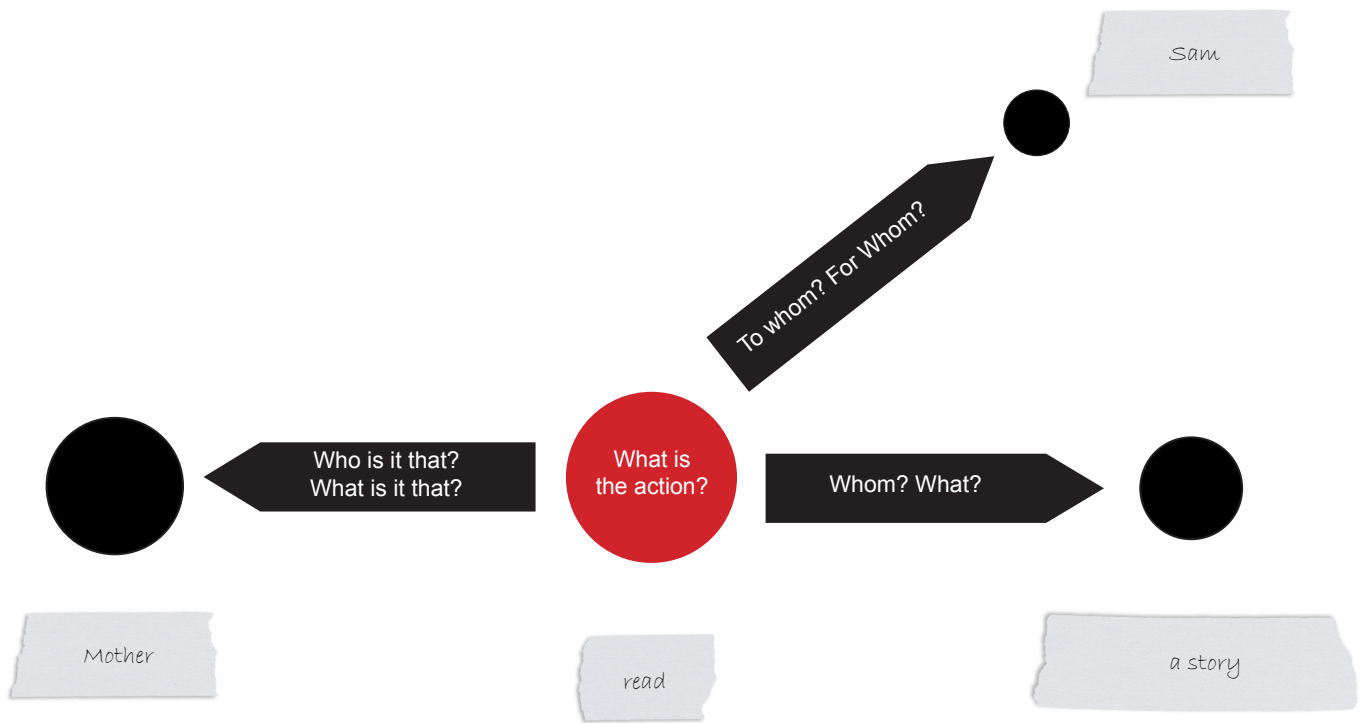 Sam
To whom? For Whom?
Who is it that?
What is it that?
What is
the action?
Whom? What?
Mother
read
a story